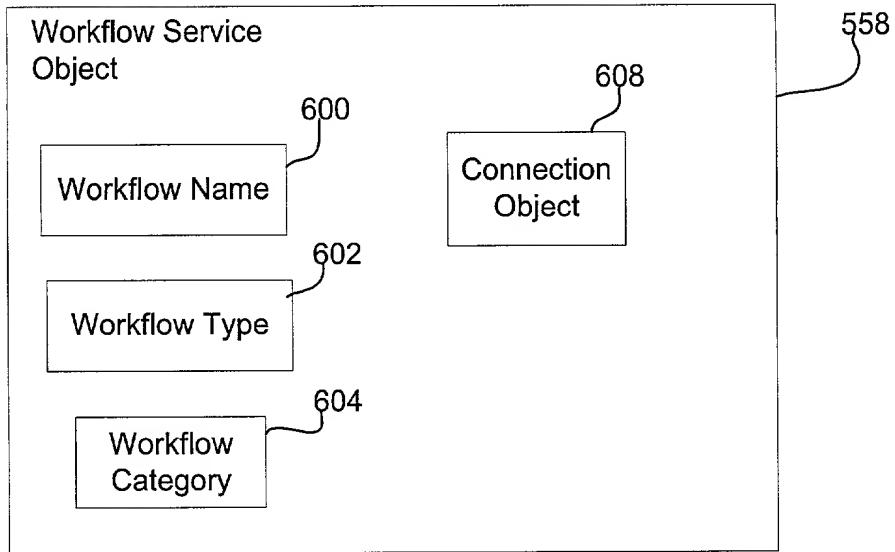 Workflow Service
Object
558
608
600
Workflow Name
Connection
Object
602
Workflow Type
604
Workflow
Category